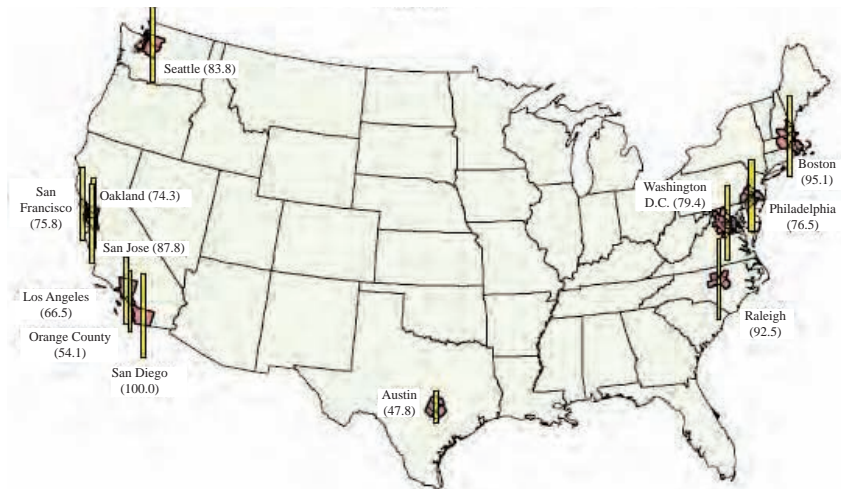 Seattle (83.8)
San
Francisco
(75.8)
Oakland (74.3)
San Jose (87.8)
Los Angeles
(66.5)
Orange County
(54.1)
San Diego
(100.0)
Austin
(47.8)
Washington
D.C. (79.4)
Boston
(95.1)
Philadelphia
(76.5)
Raleigh
(92.5)